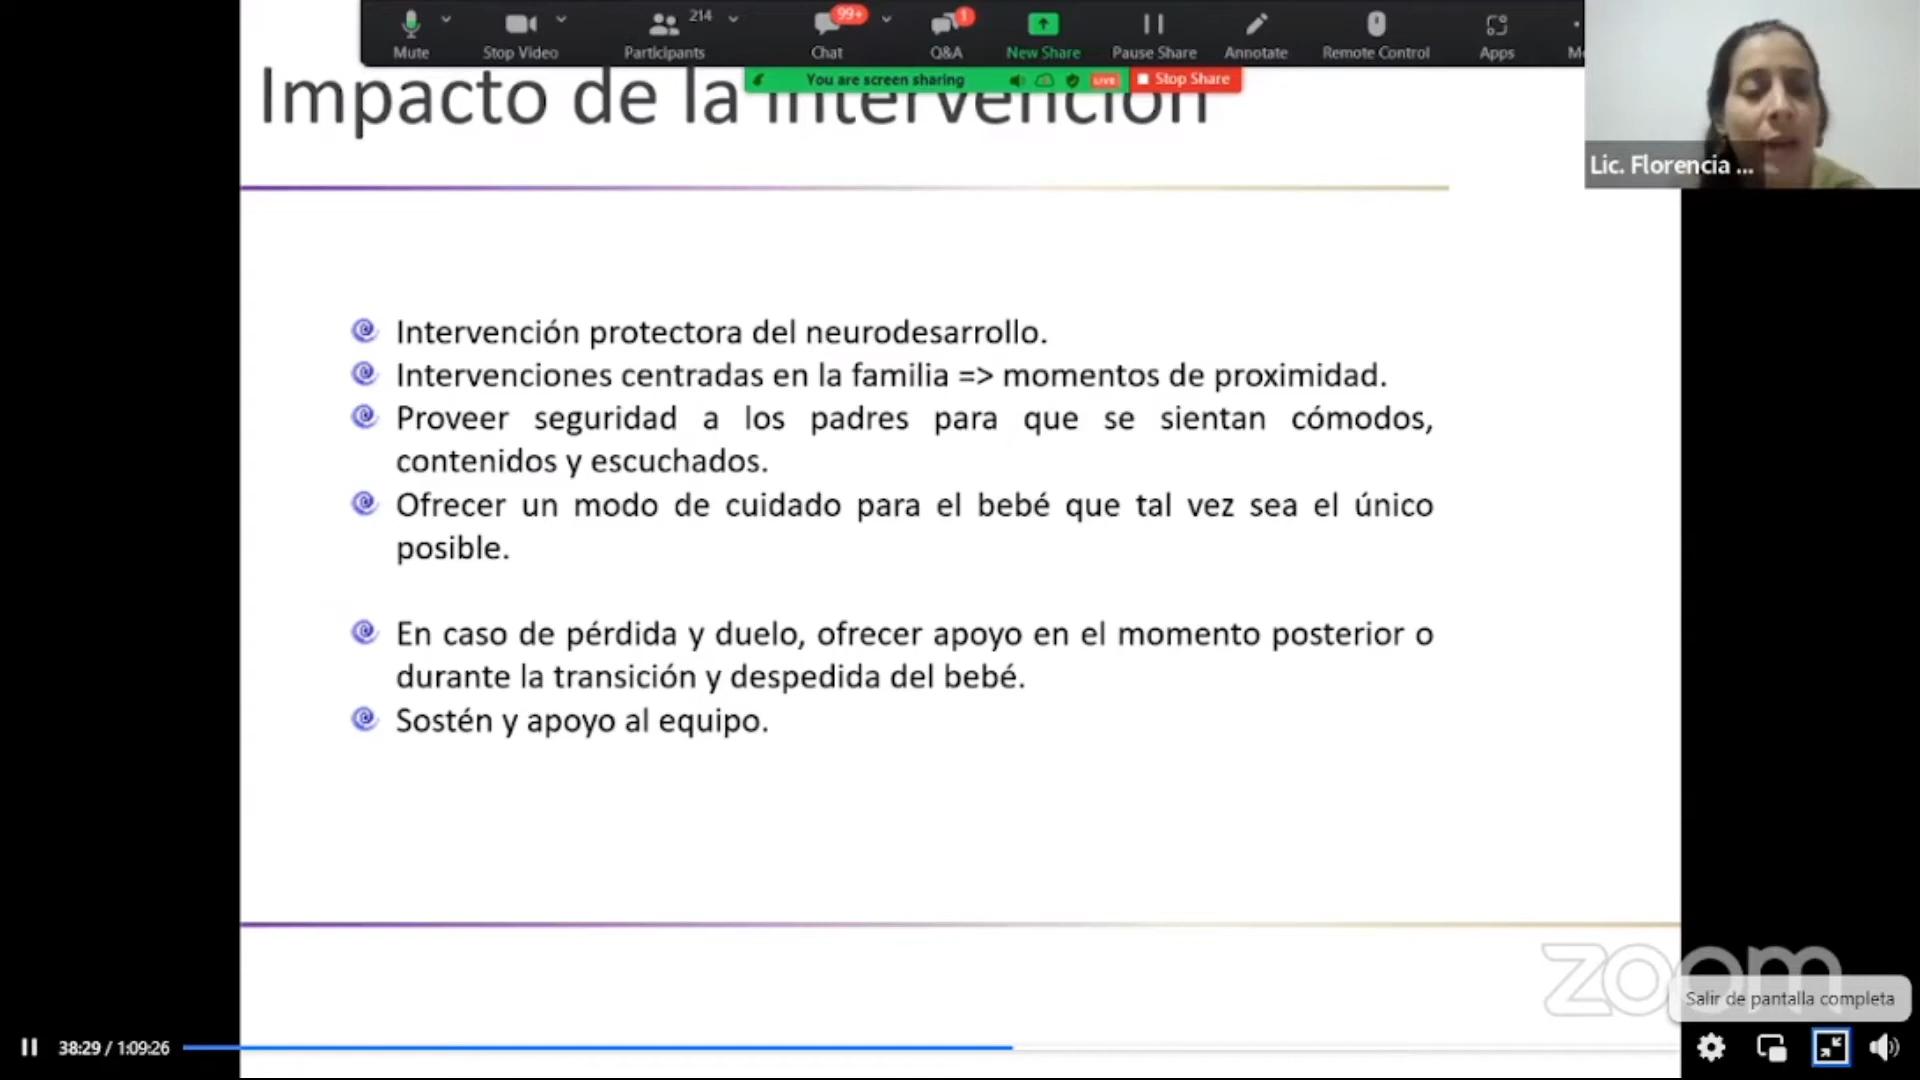 214
99+
1
Mute
Stop Video
Participants
Chat
Q&A
New Share
Pause Share
Annotate
Remote Control
Apps
You are screen sharing
LIVE
Stop Share
Impacto de la intervención
Lic. Florencia ...
Intervención protectora del neurodesarrollo.
Intervenciones centradas en la familia => momentos de proximidad.
Proveer seguridad a los padres para que se sientan cómodos,
contenidos y escuchados.
Ofrecer un modo de cuidado para el bebé que tal vez sea el único
posible.
En caso de pérdida y duelo, ofrecer apoyo en el momento posterior o
durante la transición y despedida del bebé.
Sostén y apoyo al equipo.
zoom
Salir de pantalla completa
38:29 / 1:09:26